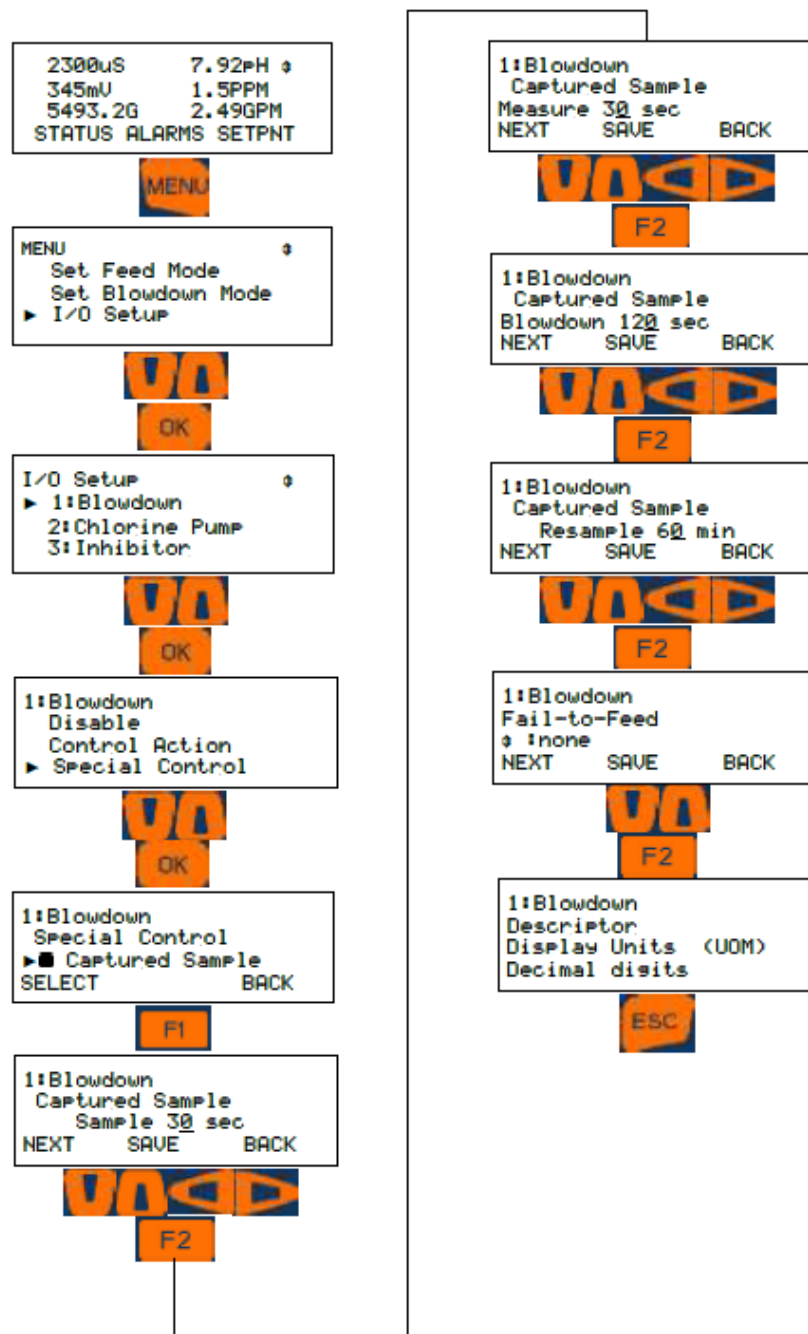 2300uS 7.92pH
345mV 1.5PPM
5493.2G 2.49GPM
STATUS ALARMS SETPNT
MENU
MENU
Set Feed Mode
Set Blowdown Mode
► I/O Setup
OK
I/O Setup
► 1:Blowdown
2:Chlorine Pump
3:Inhibitor
OK
1:Blowdown
Disable
Control Action
► Special Control
OK
1:Blowdown
Special Control
►■ Captured Sample
SELECT BACK
F1
1:Blowdown
Captured Sample
Sample 30 sec
NEXT SAVE BACK
F2
1:Blowdown
Captured Sample
Measure 30 sec
NEXT SAVE BACK
F2
1:Blowdown
Captured Sample
Blowdown 120 sec
NEXT SAVE BACK
F2
1:Blowdown
Captured Sample
Resample 60 min
NEXT SAVE BACK
F2
1:Blowdown
Fail-to-Feed
:none
NEXT SAVE BACK
F2
1:Blowdown
Descriptor
Display Units (UOM)
Decimal digits
ESC